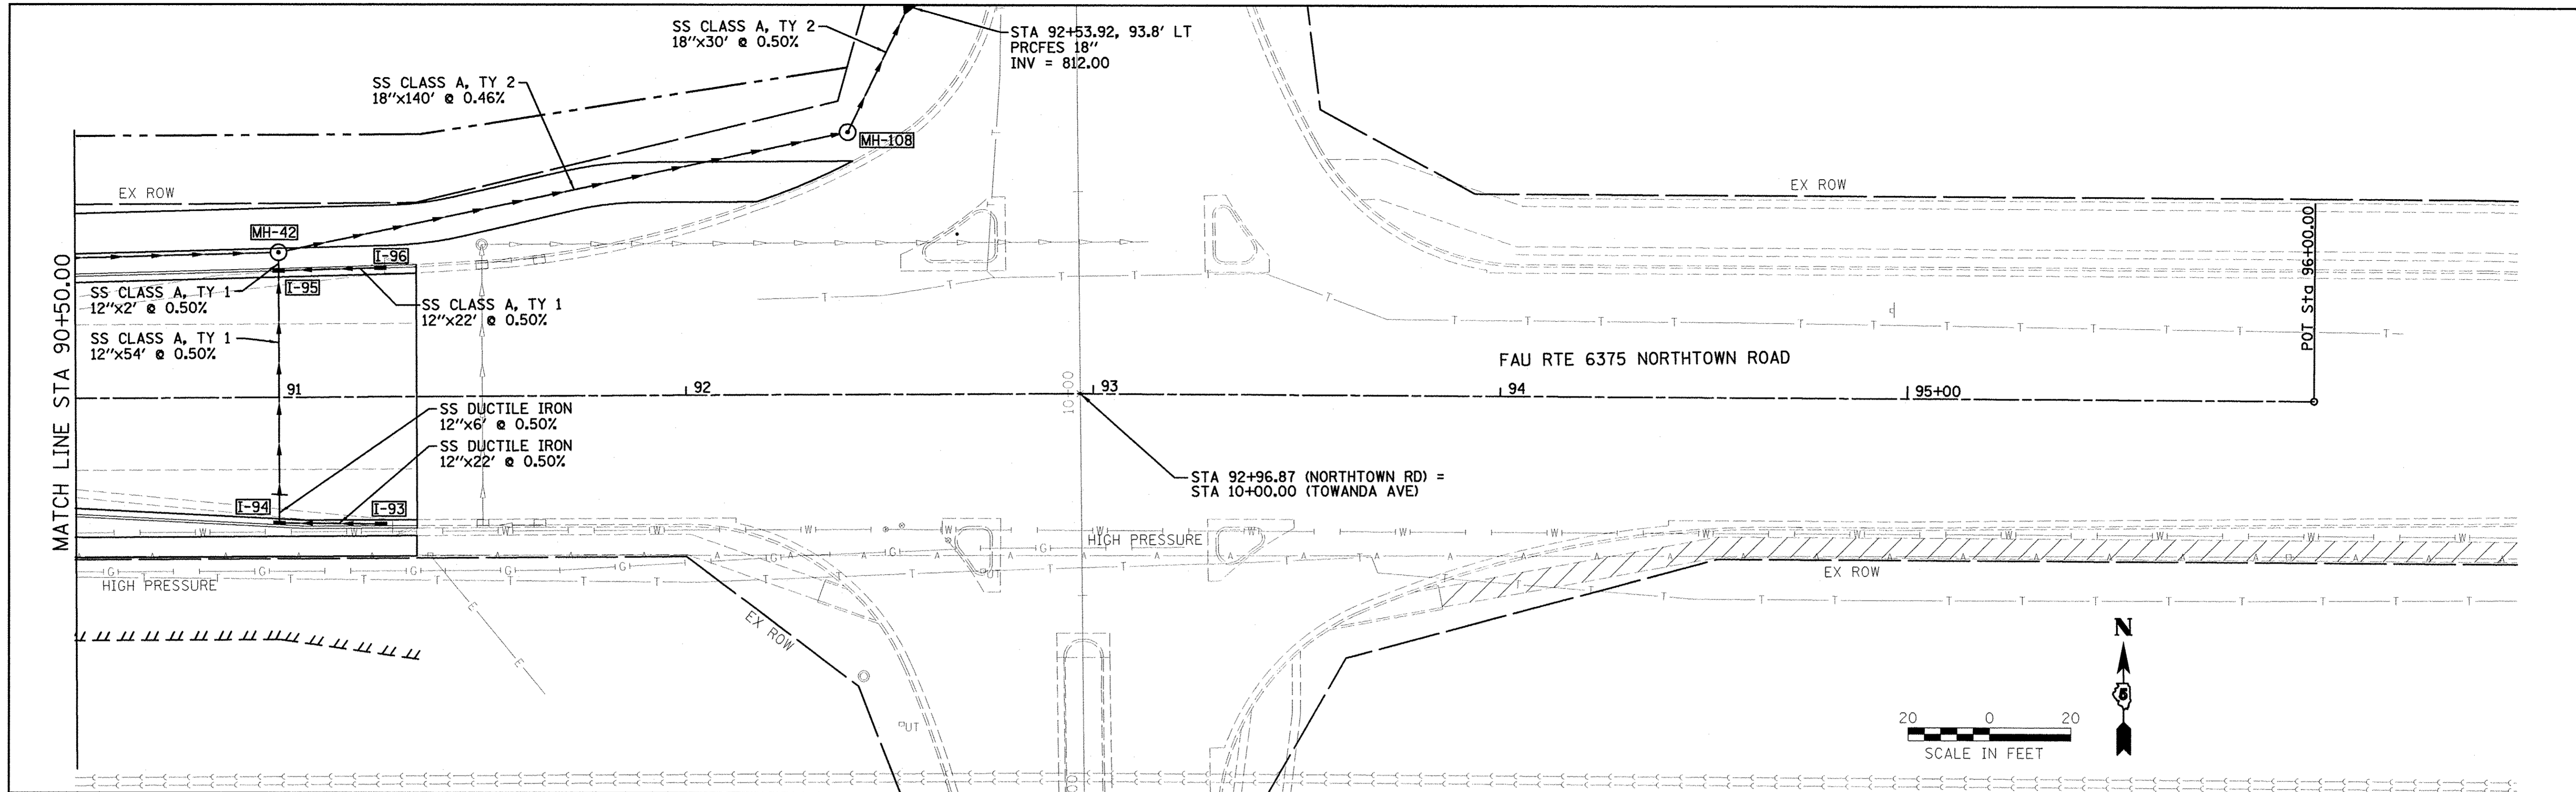 SS CLASS A, TY 2
18"x30' @ 0.50%
STA 92+53.92, 93.8' LT
PRCFES 18"
INV = 812.00
SS CLASS A, TY 2
18"x140' @ 0.46%
MH-108
EX ROW
EX ROW
MH-42
I-96
I-95
SS CLASS A, TY 1
12"x2' @ 0.50%
SS CLASS A, TY 1
12"x22' @ 0.50%
SS CLASS A, TY 1
12"x54' @ 0.50%
MATCH LINE STA 90+50.00
POT Sta 96+00.00
FAU RTE 6375 NORTHTOWN ROAD
91
92
10+00
93
94
95+00
SS DUCTILE IRON
12"x6' @ 0.50%
SS DUCTILE IRON
12"x22' @ 0.50%
STA 92+96.87 (NORTHTOWN RD) =
STA 10+00.00 (TOWANDA AVE)
I-94
I-93
HIGH PRESSURE
HIGH PRESSURE
EX ROW
EX ROW
UT
UT
N
5
20 0 20
SCALE IN FEET